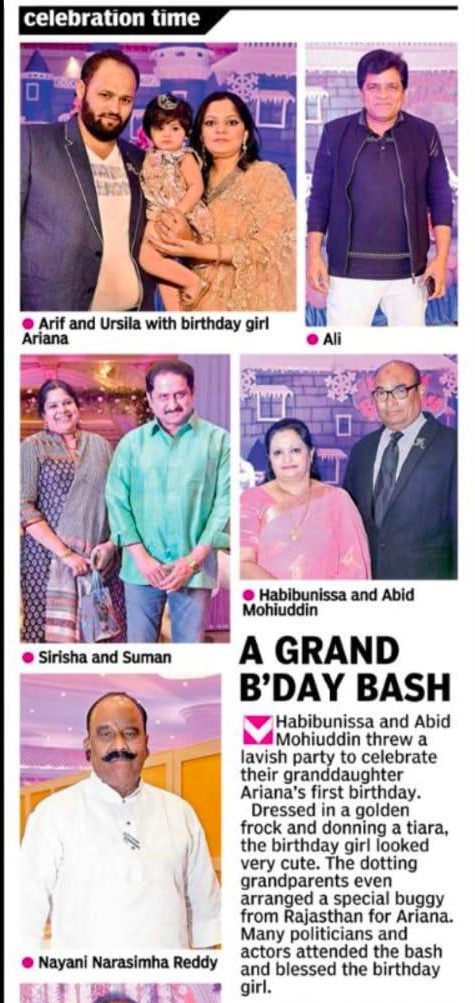 celebration time
● Arif and Ursila with birthday girl
Ariana
● Ali
● Sirisha and Suman
● Habibunissa and Abid
Mohiuddin
● Nayani Narasimha Reddy
A GRAND
B'DAY BASH
Habibunissa and Abid
Mohiuddin threw a
lavish party to celebrate
their granddaughter
Ariana's first birthday.
Dressed in a golden
frock and donning a tiara,
the birthday girl looked
very cute. The dotting
grandparents even
arranged a special buggy
from Rajasthan for Ariana.
Many politicians and
actors attended the bash
and blessed the birthday
girl.